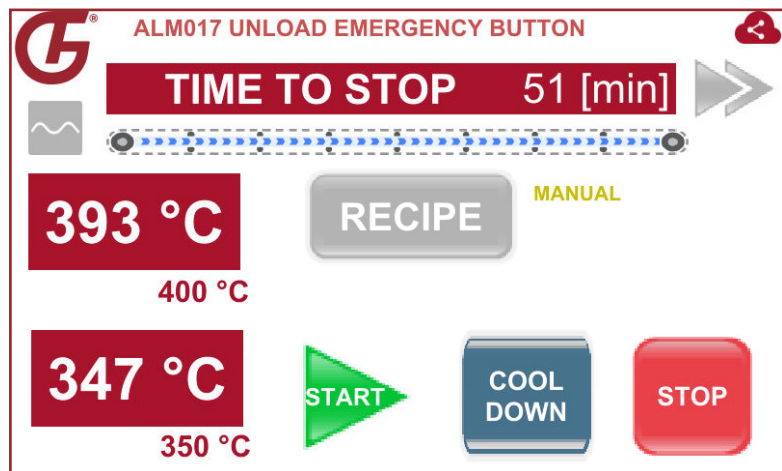 ®
ALM017 UNLOAD EMERGENCY BUTTON
TIME TO STOP 51 [min]
393 °C
400 °C
RECIPE
MANUAL
347 °C
350 °C
START
COOL
DOWN
STOP